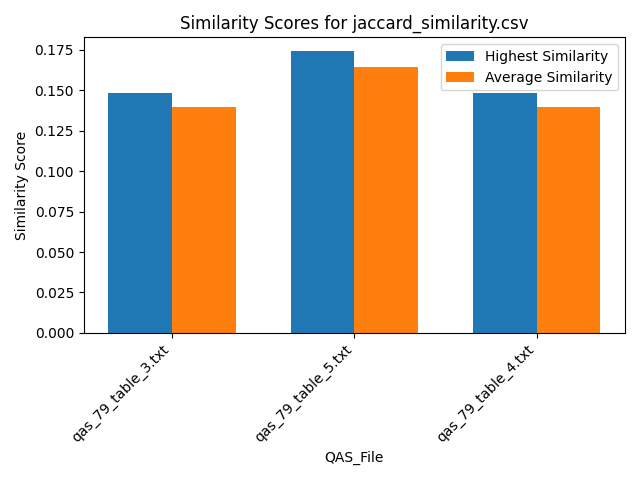 Similarity Scores for jaccard_similarity.csv
Highest Similarity
Average Similarity
Similarity Score
0.175
0.150
0.125
0.100
0.075
0.050
0.025
0.000
qas_79_table_3.txt
qas_79_table_5.txt
qas_79_table_4.txt
QAS_File